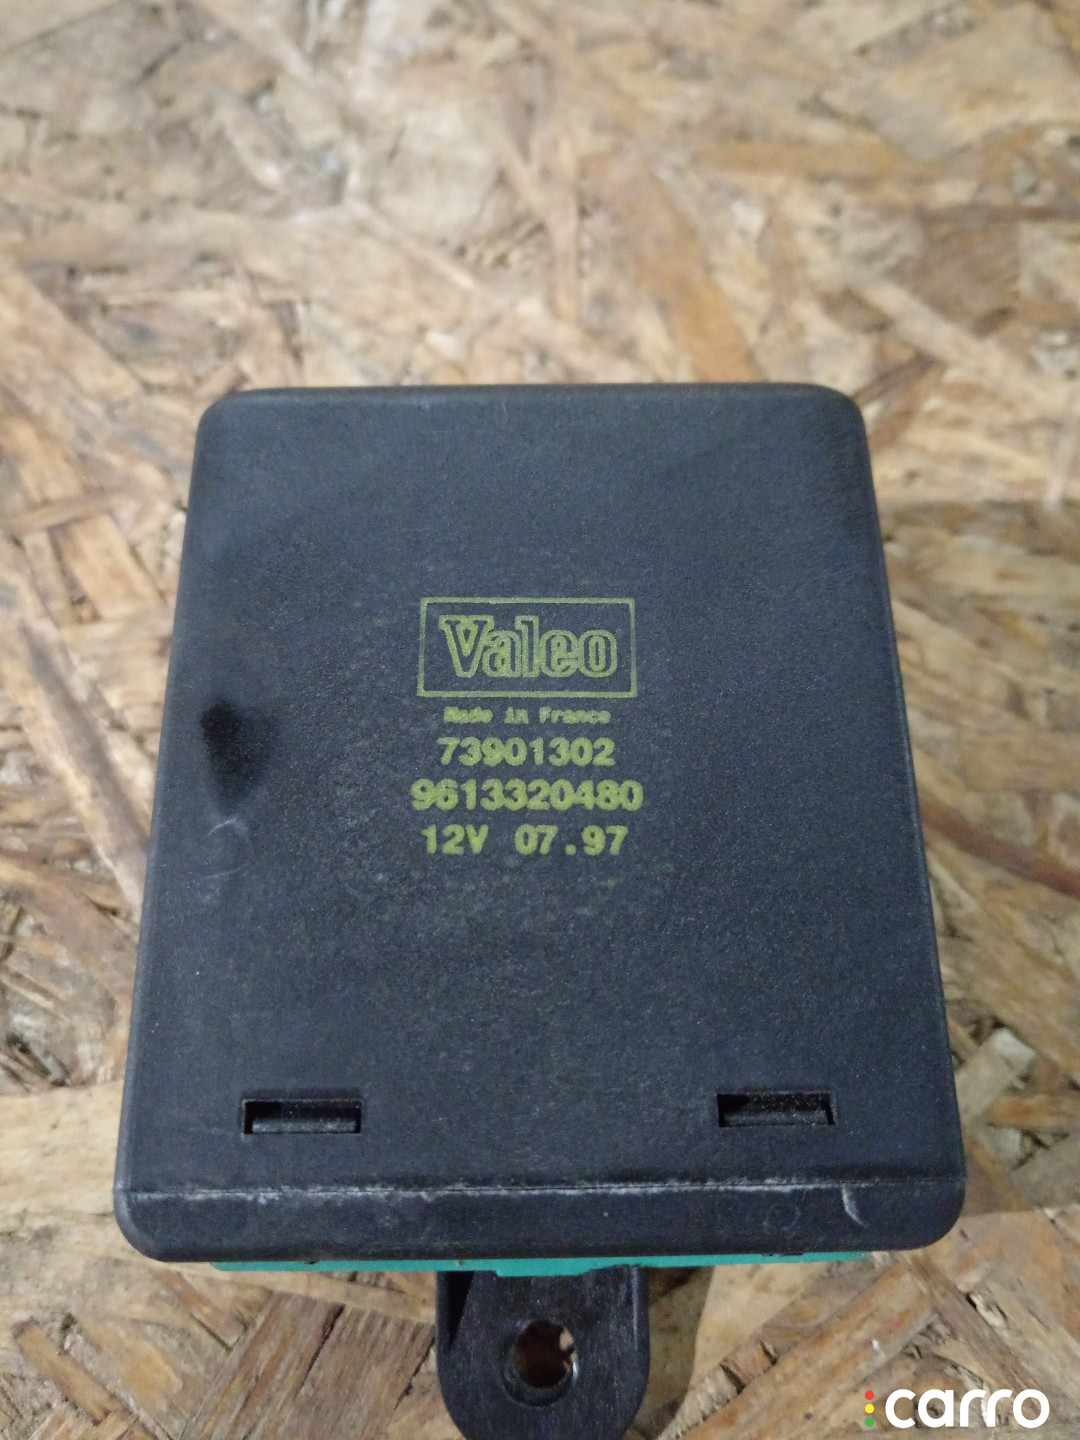 Valeo
Made in France
73901302
9613320480
12V 07.97
carro